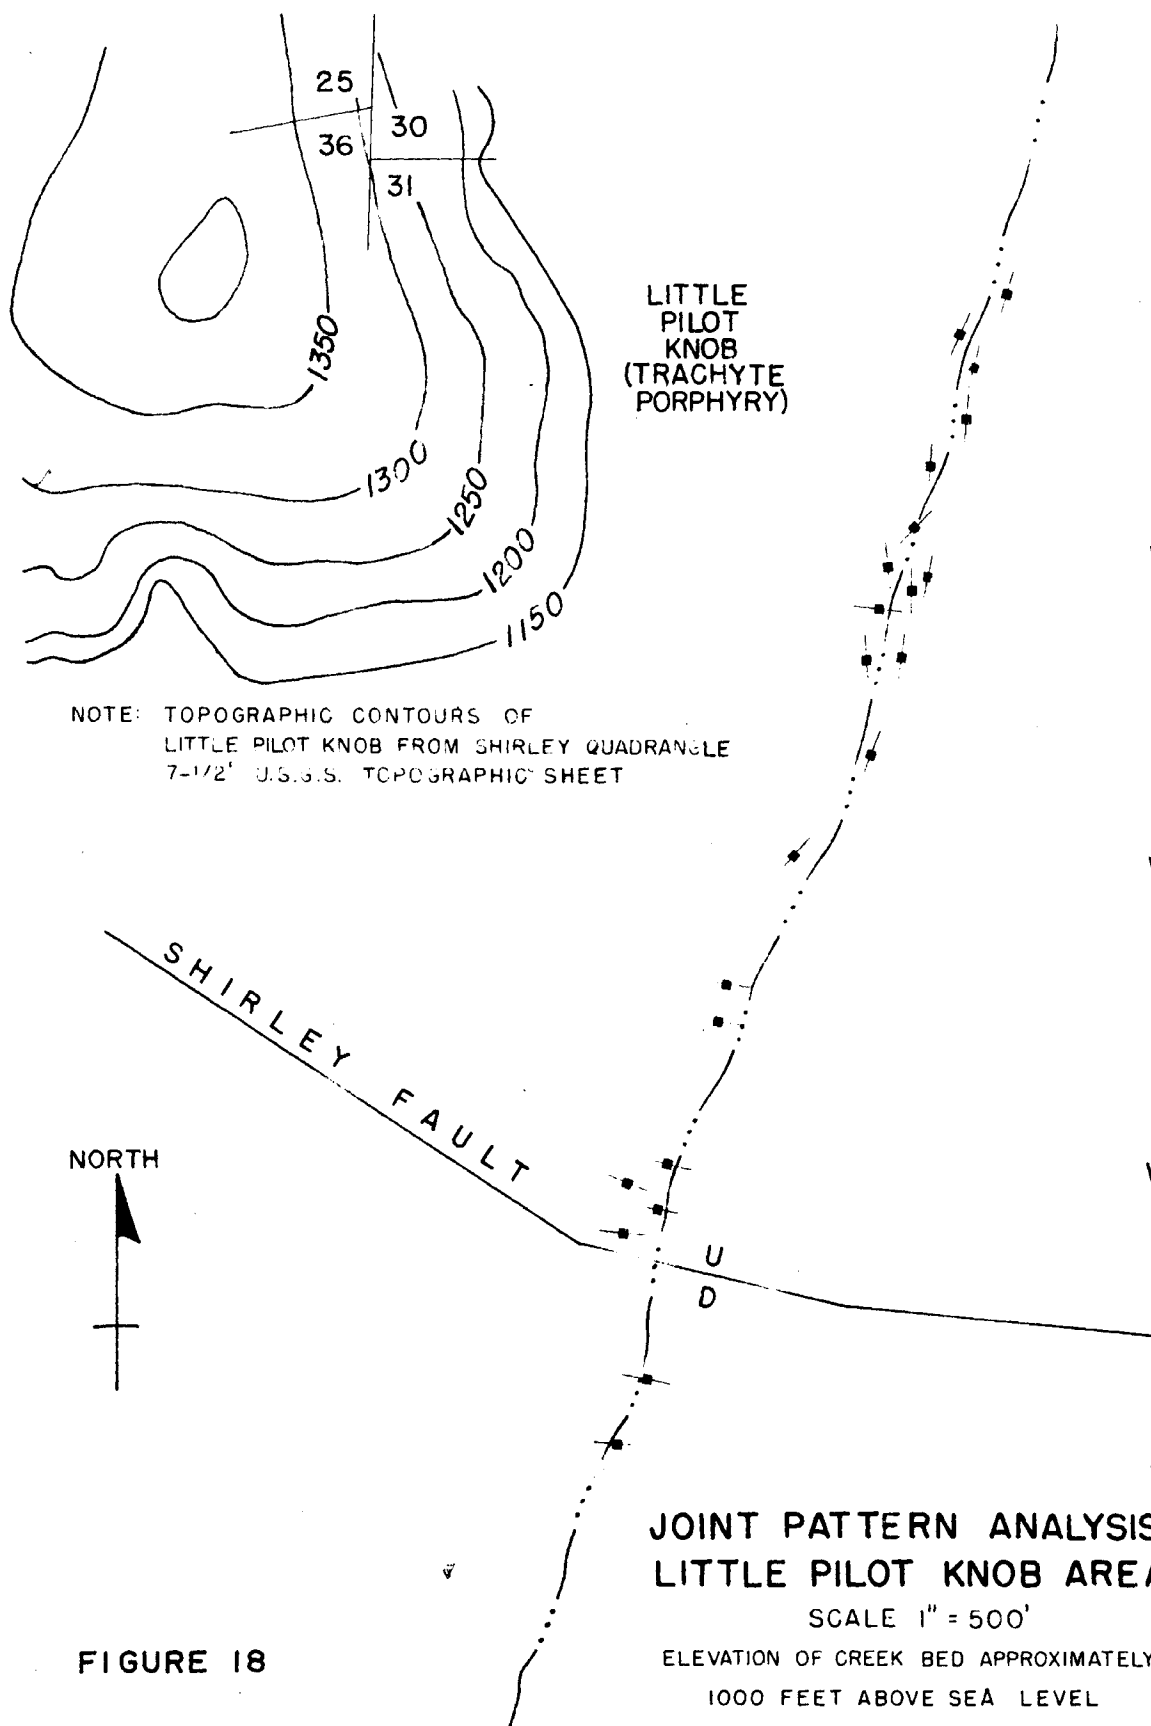 25
30
36
31
LITTLE
PILOT
KNOB
(TRACHYTE
PORPHYRY)
1350
1300
1250
1200
1150
NOTE: TOPOGRAPHIC CONTOURS OF
LITTLE PILOT KNOB FROM SHIRLEY QUADRANGLE
7-1/2' U.S.G.S. TOPOGRAPHIC SHEET
SHIRLEY FAULT
NORTH
U
D
JOINT PATTERN ANALYSIS
LITTLE PILOT KNOB AREA
SCALE 1" = 500'
ELEVATION OF CREEK BED APPROXIMATELY
1000 FEET ABOVE SEA LEVEL
FIGURE 18